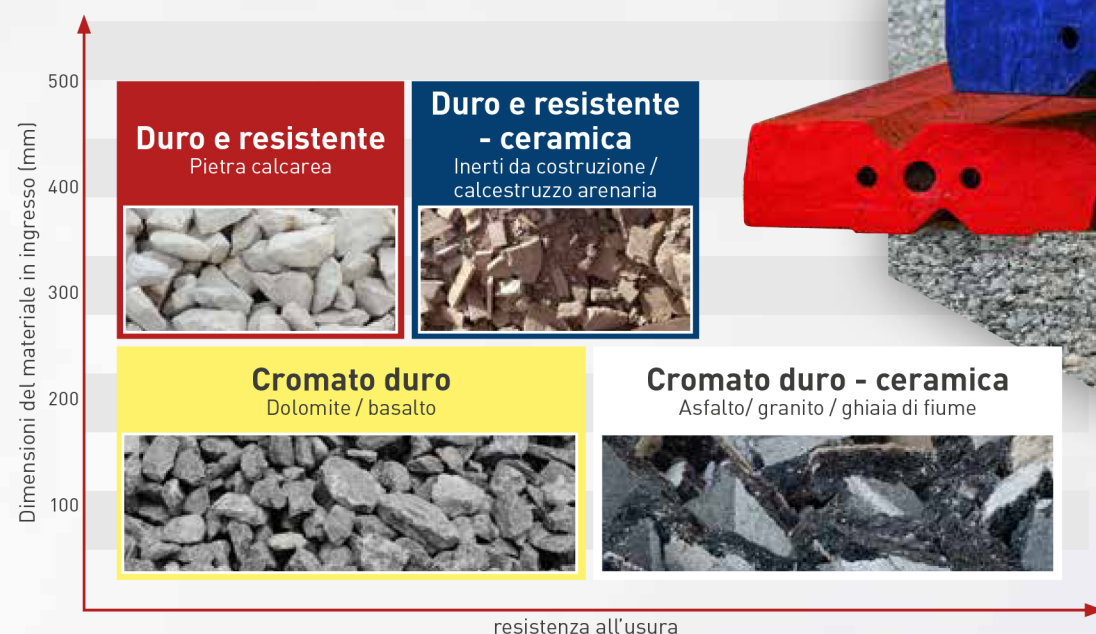 Dimensioni del materiale in ingresso (mm)
500
400
300
200
100
Duro e resistente
Pietra calcarea
Duro e resistente
- ceramica
Inerti da costruzione /
calcestruzzo arenaria
Cromato duro
Dolomite / basalto
Cromato duro - ceramica
Asfalto/ granito / ghiaia di fiume
resistenza all'usura